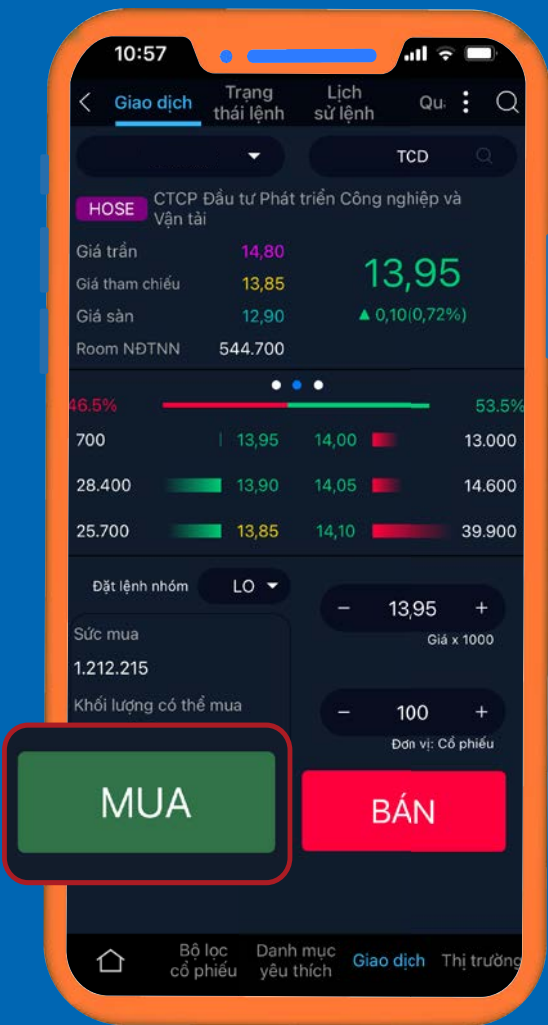 10:57
Giao dịch
Trạng thái lệnh
Lịch sử lệnh
Qu
TCD
HOSE
CTCP Đầu tư Phát triển Công nghiệp và
Vận tải
Giá trần 14,80
Giá tham chiếu 13,85
Giá sàn 12,90
Room NĐTNN 544.700
13,95
▲ 0,10(0,72%)
46.5% 53.5%
700 13,95 14,00 13.000
28.400 13,90 14,05 14.600
25.700 13,85 14,10 39.900
Đặt lệnh nhóm LO
− 13,95 +
Giá x 1000
Sức mua
1.212.215
Khối lượng có thể mua
− 100 +
Đơn vị: Cổ phiếu
MUA
BÁN
Bộ lọc cổ phiếu
Danh mục yêu thích
Giao dịch
Thị trường